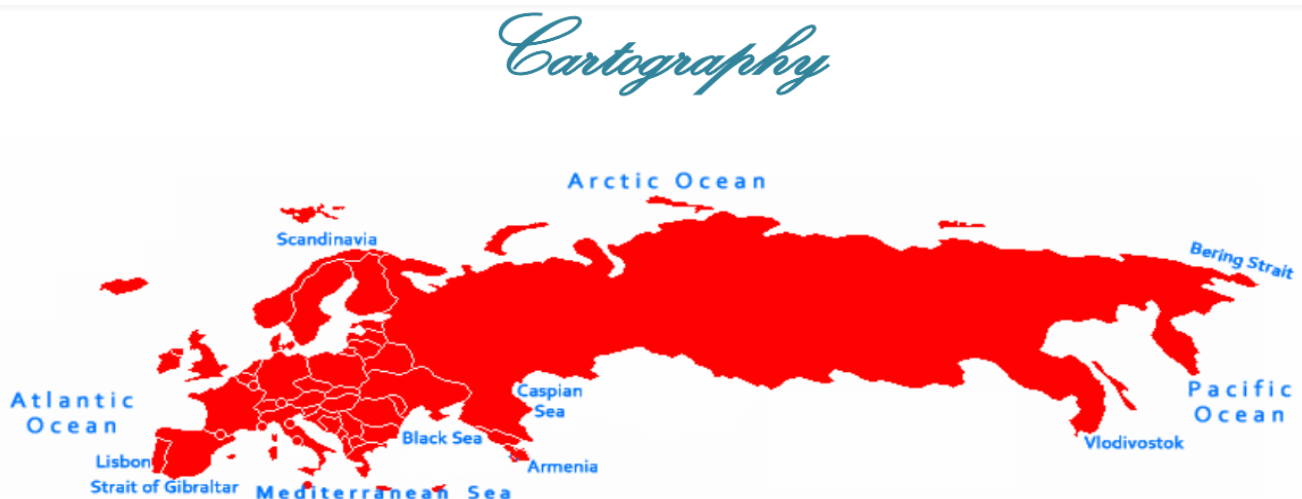 Cartography
Arctic Ocean
Scandinavia
Bering Strait
Atlantic
Ocean
Caspian
Sea
Pacific
Ocean
Black Sea
Vlodivostok
Lisbon
Armenia
Strait of Gibraltar
Mediterranean Sea